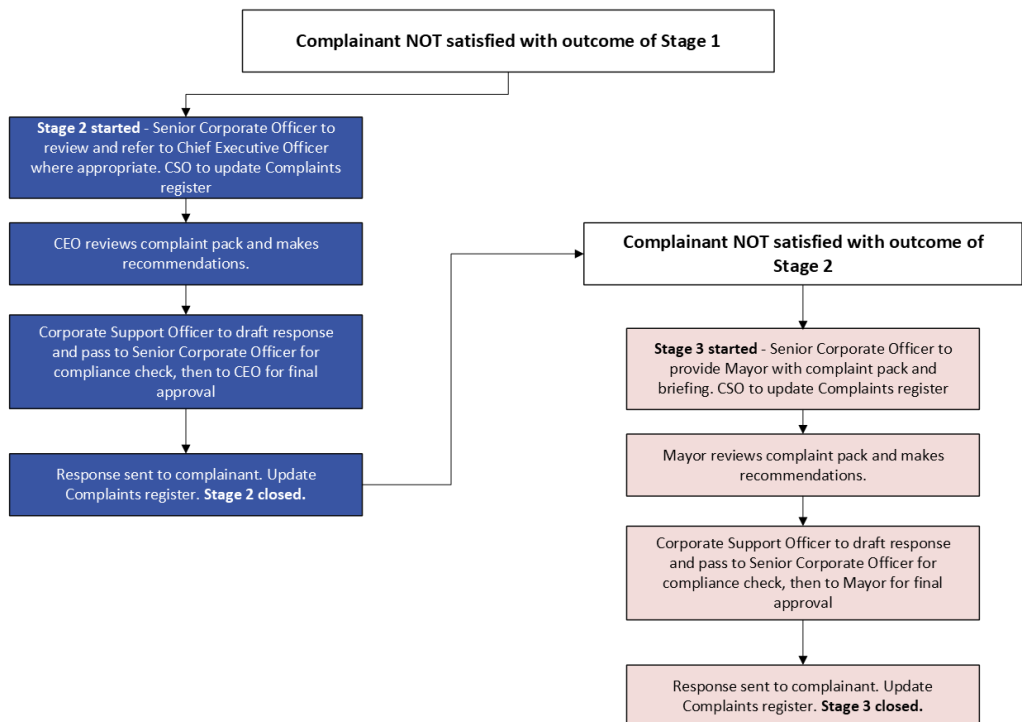 Complainant NOT satisfied with outcome of Stage 1
Stage 2 started - Senior Corporate Officer to
review and refer to Chief Executive Officer
where appropriate. CSO to update Complaints
register
CEO reviews complaint pack and makes
recommendations.
Corporate Support Officer to draft response
and pass to Senior Corporate Officer for
compliance check, then to CEO for final
approval
Response sent to complainant. Update
Complaints register. Stage 2 closed.
Complainant NOT satisfied with outcome of
Stage 2
Stage 3 started - Senior Corporate Officer to
provide Mayor with complaint pack and
briefing. CSO to update Complaints register
Mayor reviews complaint pack and makes
recommendations.
Corporate Support Officer to draft response
and pass to Senior Corporate Officer for
compliance check, then to Mayor for final
approval
Response sent to complainant. Update
Complaints register. Stage 3 closed.